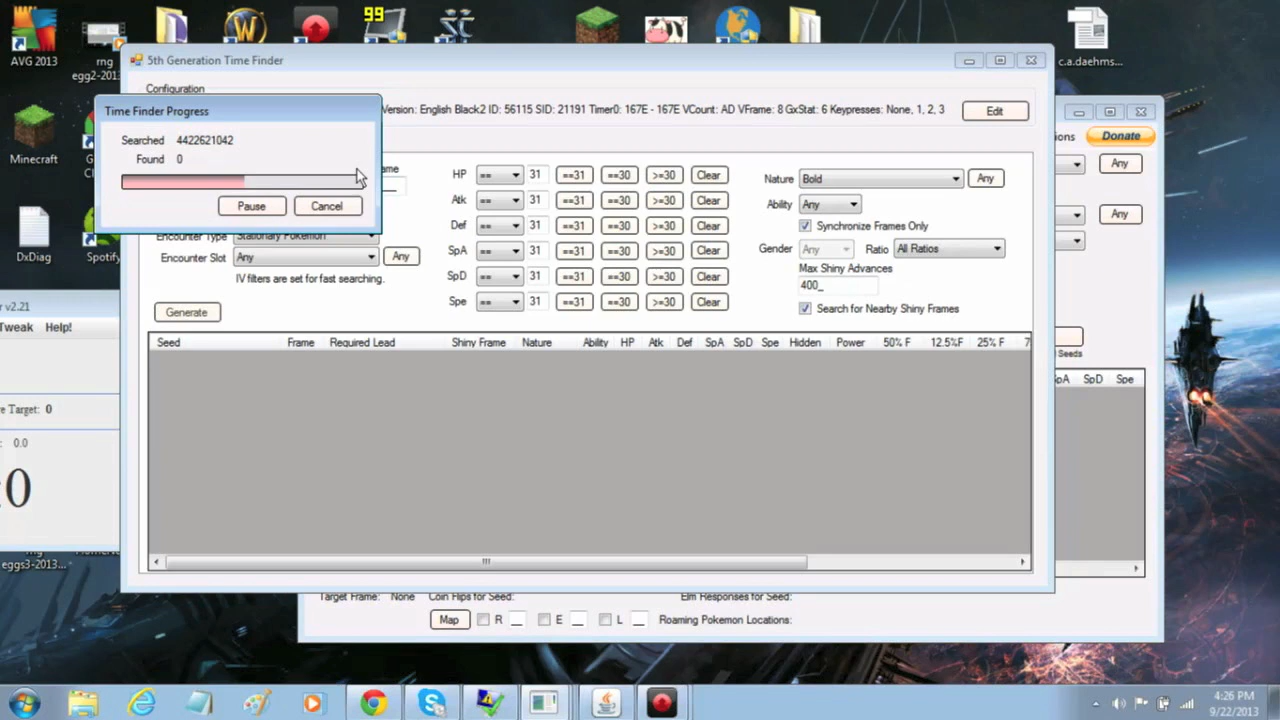 99
AVG 2013
rng
egg2-2013...
c.a.daehms...
Minecraft
DxDiag
Spotify
5th Generation Time Finder
Configuration
Version: English Black2 ID: 56115 SID: 21191 Timer0: 167E - 167E VCount: AD VFrame: 8 GxStat: 6 Keypresses: None, 1, 2, 3
Edit
Time Finder Progress
Searched 4422621042
Found 0
Pause
Cancel
Donate
Any
Any
HP == 31 ==31 ==30 >=30 Clear
Atk == 31 ==31 ==30 >=30 Clear
Def == 31 ==31 ==30 >=30 Clear
SpA == 31 ==31 ==30 >=30 Clear
SpD == 31 ==31 ==30 >=30 Clear
Spe == 31 ==31 ==30 >=30 Clear
Nature Bold Any
Ability Any
Synchronize Frames Only
Gender Any Ratio All Ratios
Max Shiny Advances
400_
Search for Nearby Shiny Frames
Encounter Type Stationary Pokémon
Encounter Slot Any Any
IV filters are set for fast searching.
Generate
Seed Frame Required Lead Shiny Frame Nature Ability HP Atk Def SpA SpD Spe Hidden Power 50% F 12.5%F 25% F 7
Seeds
SpA SpD Spe
v2.21
Tweak Help!
Target: 0
0.0
0
eggs3-2013...
Target Frame: None Coin Flips for Seed: Elm Responses for Seed:
Map R __ E __ L __ Roaming Pokemon Locations:
4:26 PM
9/22/2013